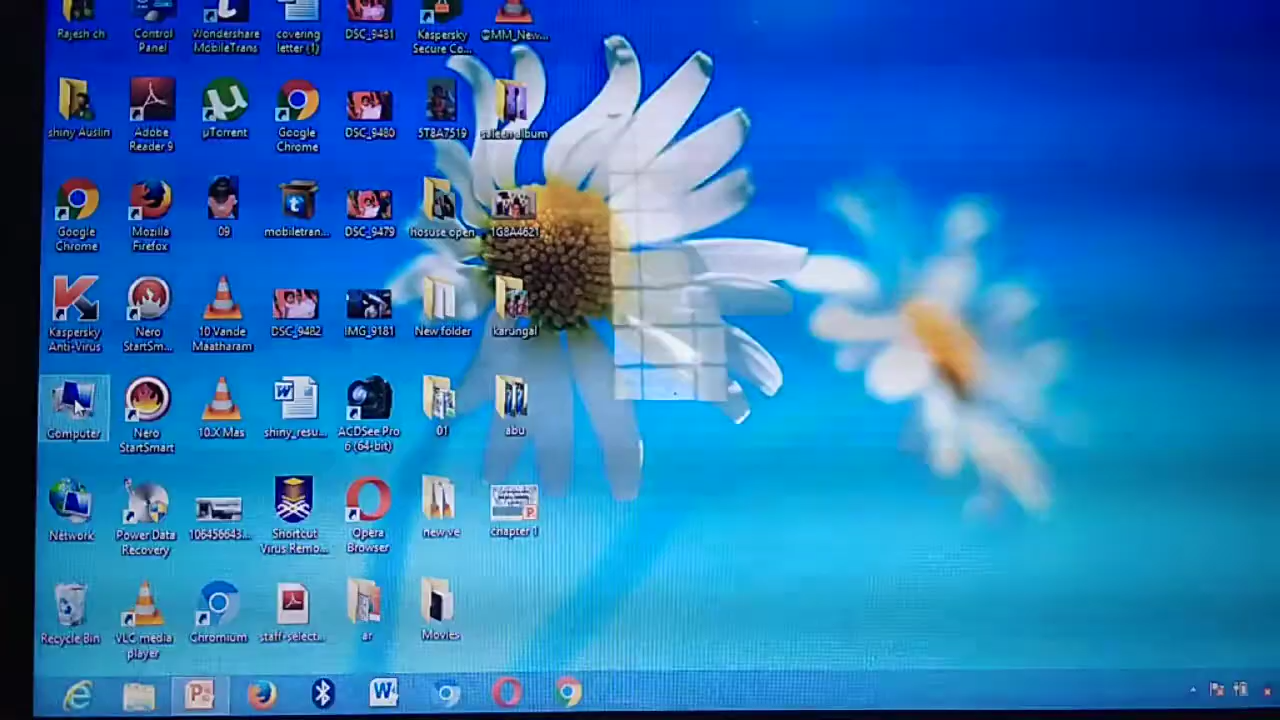 Rajesh ch
Control
Panel
Wondershare
MobileTrans
covering
letter (1)
DSC_9481
Kaspersky
Secure Co...
@MM_New...
shiny Auslin
Adobe
Reader 9
µTorrent
Google
Chrome
DSC_9480
5T8A7519
saleen album
Google
Chrome
Mozilla
Firefox
09
mobiletran...
DSC_9479
hosuse open
1G8A4621
Kaspersky
Anti-Virus
Nero
StartSm...
10 Vande
Maatharam
DSC_9482
IMG_9181
New folder
karungal
Computer
Nero
StartSmart
10.X Mas
shiny_resu...
ACDSee Pro
6 (64-bit)
01
abu
Network
Power Data
Recovery
106456643...
Shortcut
Virus Remo...
Opera
Browser
new ve
chapter 1
Recycle Bin
VLC media
player
Chromium
staff-select...
ar
Movies